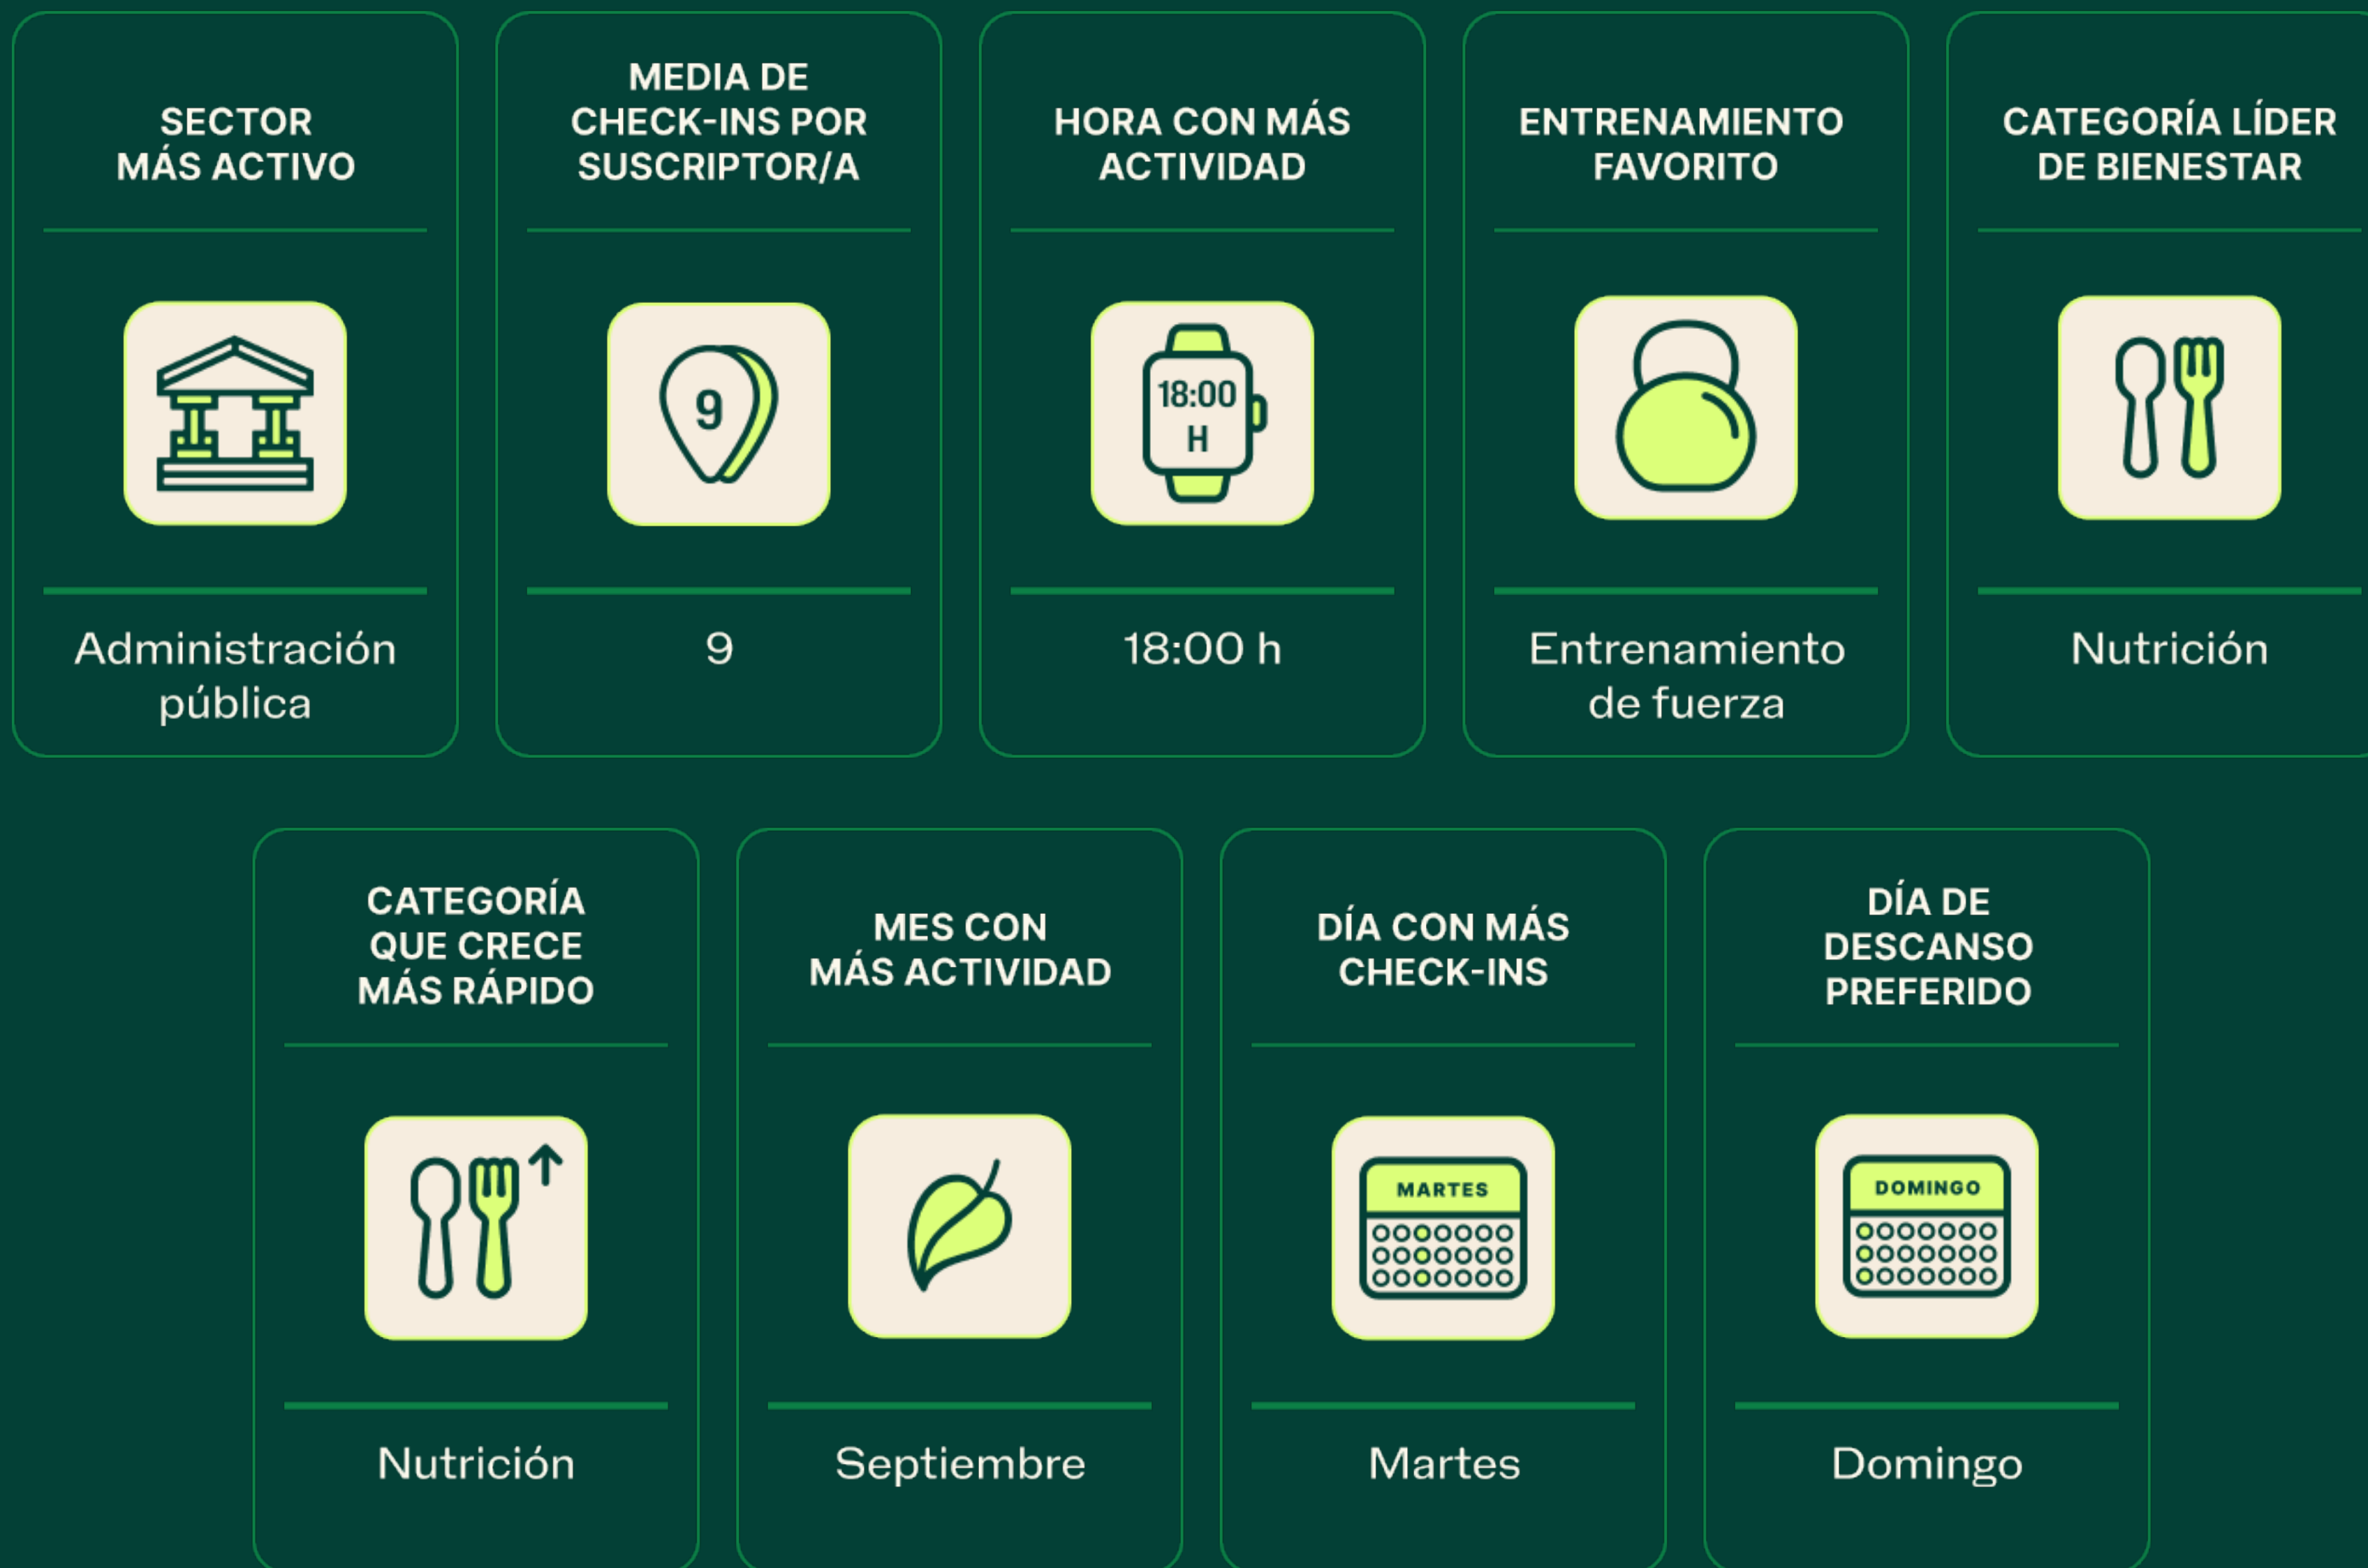 SECTOR
MÁS ACTIVO
Administración
pública
MEDIA DE
CHECK-INS POR
SUSCRIPTOR/A
9
9
HORA CON MÁS
ACTIVIDAD
18:00
H
18:00 h
ENTRENAMIENTO
FAVORITO
Entrenamiento
de fuerza
CATEGORÍA LÍDER
DE BIENESTAR
Nutrición
CATEGORÍA
QUE CRECE
MÁS RÁPIDO
Nutrición
MES CON
MÁS ACTIVIDAD
Septiembre
DÍA CON MÁS
CHECK-INS
MARTES
Martes
DÍA DE
DESCANSO
PREFERIDO
DOMINGO
Domingo